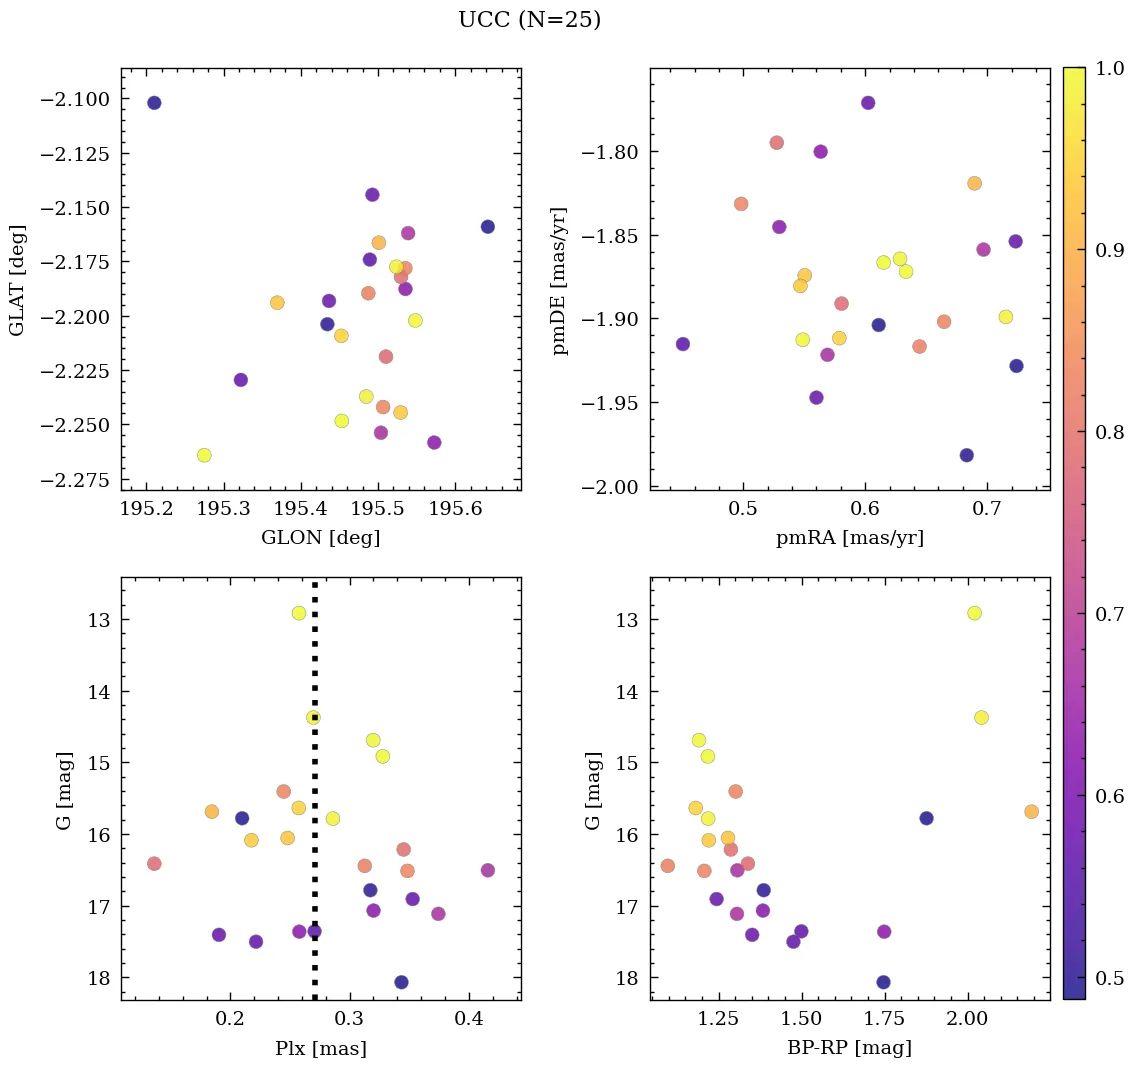 UCC (N=25)
−2.100
−2.125
−2.150
−2.175
−2.200
−2.225
−2.250
−2.275
GLAT [deg]
195.2 195.3 195.4 195.5 195.6
GLON [deg]
−1.80
−1.85
−1.90
−1.95
−2.00
pmDE [mas/yr]
0.5 0.6 0.7
pmRA [mas/yr]
13
14
15
16
17
18
G [mag]
0.2 0.3 0.4
Plx [mas]
13
14
15
16
17
18
G [mag]
1.25 1.50 1.75 2.00
BP-RP [mag]
1.0
0.9
0.8
0.7
0.6
0.5